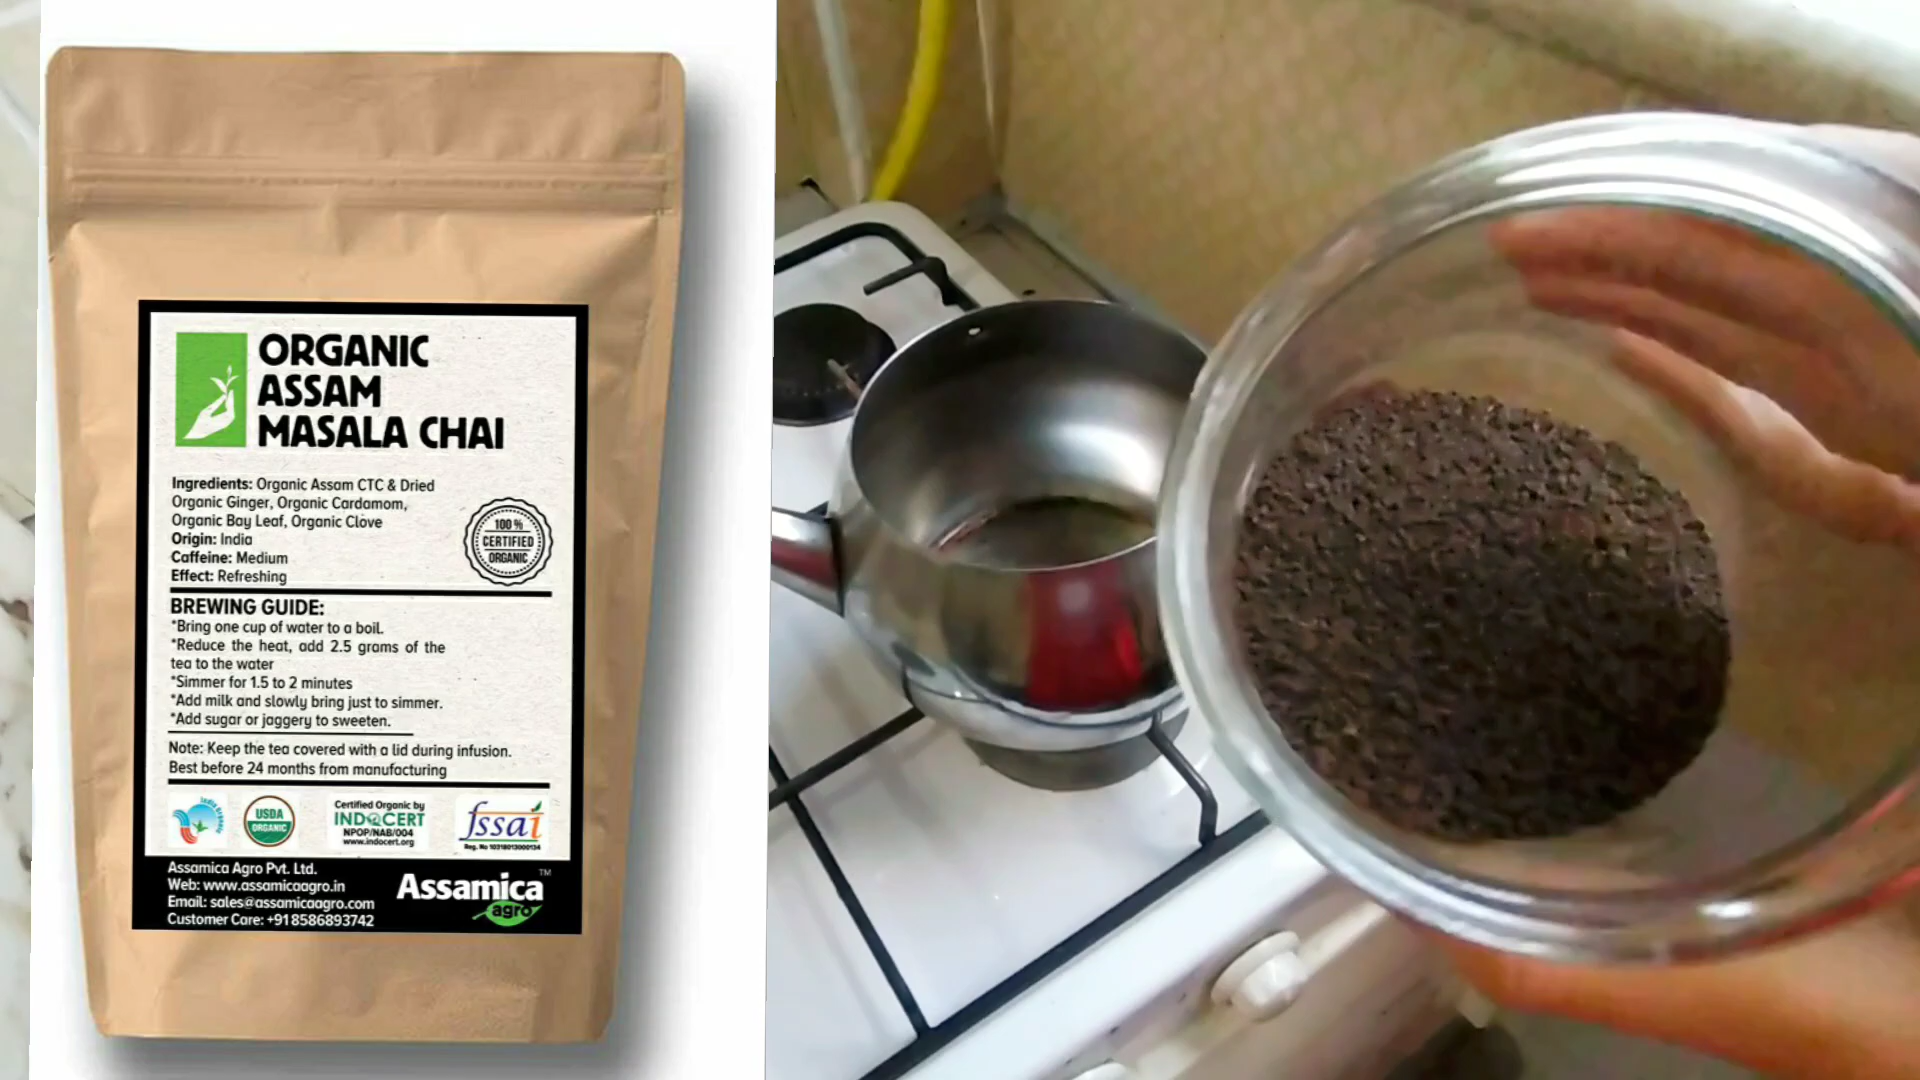 ORGANIC
ASSAM
MASALA CHAI
Ingredients: Organic Assam CTC & Dried
Organic Ginger, Organic Cardamom,
Organic Bay Leaf, Organic Clove
Origin: India
Caffeine: Medium
Effect: Refreshing
100 %
CERTIFIED
ORGANIC
BREWING GUIDE:
*Bring one cup of water to a boil.
*Reduce the heat, add 2.5 grams of the
tea to the water
*Simmer for 1.5 to 2 minutes
*Add milk and slowly bring just to simmer.
*Add sugar or jaggery to sweeten.
Note: Keep the tea covered with a lid during infusion.
Best before 24 months from manufacturing
India Organic
USDA
ORGANIC
Certified Organic by
INDOCERT
NPOP/NAB/004
www.indocert.org
fssai
Reg. No 10318013000134
Assamica Agro Pvt. Ltd.
Web: www.assamicaagro.in
Email: sales@assamicaagro.com
Customer Care: +918586893742
Assamica
TM
agro